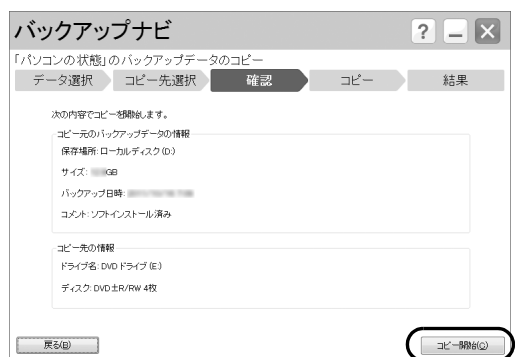 バックアップナビ
?
「パソコンの状態」のバックアップデータのコピー
データ選択 コピー先選択 確認 コピー 結果
次の内容でコピーを開始します。
コピー元のバックアップデータの情報
保存場所: ローカルディスク (D:)
サイズ: GB
バックアップ日時:
コメント: ソフトインストール済み
コピー先の情報
ドライブ名: DVD ドライブ (E:)
ディスク: DVD±R/RW 4枚
戻る(B) コピー開始(C)